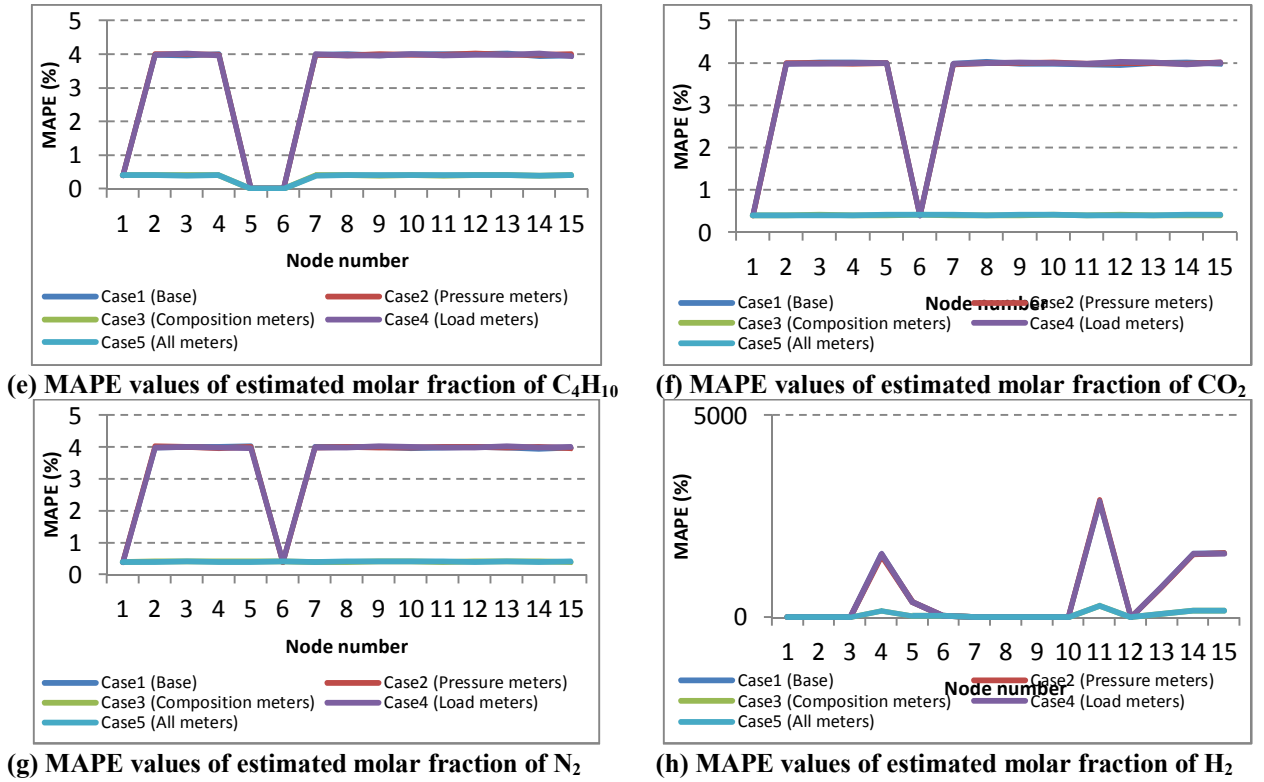 5
4
3
2
1
0
MAPE (%)
1 2 3 4 5 6 7 8 9 10 11 12 13 14 15
Node number
Case1 (Base)
Case2 (Pressure meters)
Case3 (Composition meters)
Case4 (Load meters)
Case5 (All meters)
(e) MAPE values of estimated molar fraction of C₄H₁₀
5
4
3
2
1
0
MAPE (%)
1 2 3 4 5 6 7 8 9 10 11 12 13 14 15
Node number
Case1 (Base)
Case2 (Pressure meters)
Case3 (Composition meters)
Case4 (Load meters)
Case5 (All meters)
(f) MAPE values of estimated molar fraction of CO₂
5
4
3
2
1
0
MAPE (%)
1 2 3 4 5 6 7 8 9 10 11 12 13 14 15
Node number
Case1 (Base)
Case2 (Pressure meters)
Case3 (Composition meters)
Case4 (Load meters)
Case5 (All meters)
(g) MAPE values of estimated molar fraction of N₂
5000
0
MAPE (%)
1 2 3 4 5 6 7 8 9 10 11 12 13 14 15
Node number
Case1 (Base)
Case2 (Pressure meters)
Case3 (Composition meters)
Case4 (Load meters)
Case5 (All meters)
(h) MAPE values of estimated molar fraction of H₂